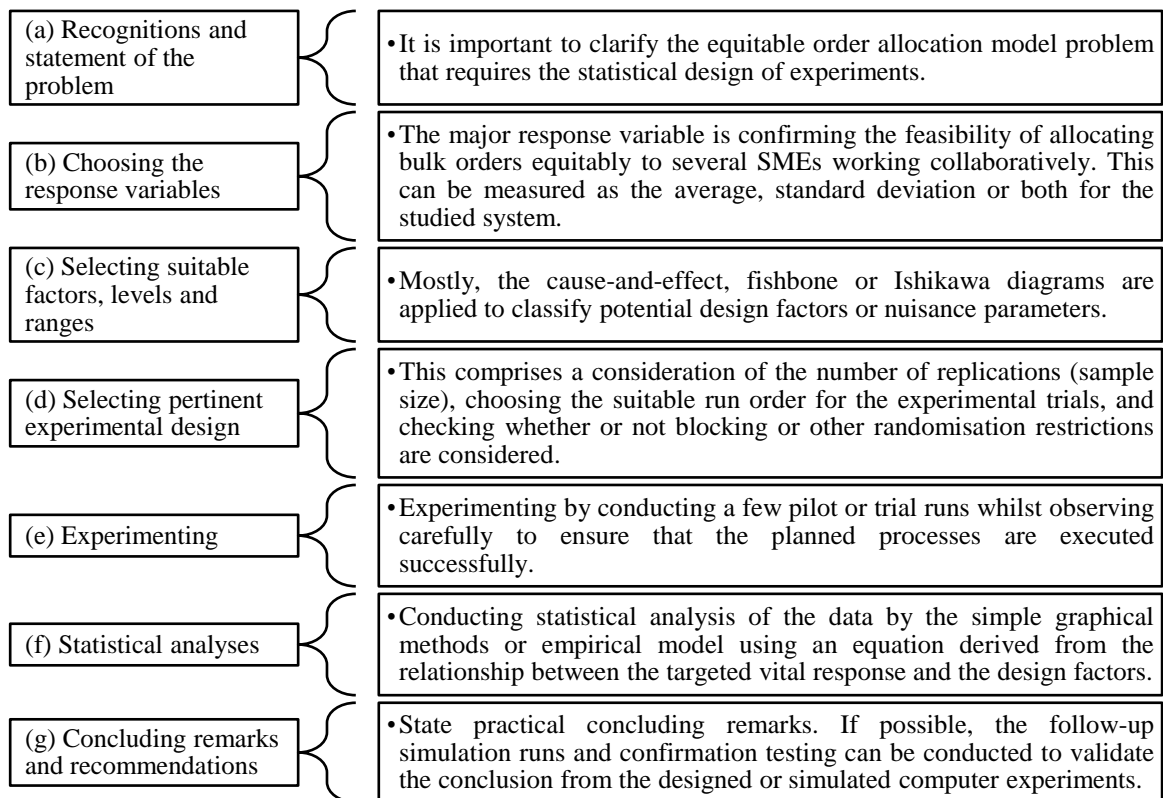 (a) Recognitions and
statement of the
problem
•It is important to clarify the equitable order allocation model problem
that requires the statistical design of experiments.
(b) Choosing the
response variables
•The major response variable is confirming the feasibility of allocating
bulk orders equitably to several SMEs working collaboratively. This
can be measured as the average, standard deviation or both for the
studied system.
(c) Selecting suitable
factors, levels and
ranges
•Mostly, the cause-and-effect, fishbone or Ishikawa diagrams are
applied to classify potential design factors or nuisance parameters.
(d) Selecting pertinent
experimental design
•This comprises a consideration of the number of replications (sample
size), choosing the suitable run order for the experimental trials, and
checking whether or not blocking or other randomisation restrictions
are considered.
(e) Experimenting
•Experimenting by conducting a few pilot or trial runs whilst observing
carefully to ensure that the planned processes are executed
successfully.
(f) Statistical analyses
•Conducting statistical analysis of the data by the simple graphical
methods or empirical model using an equation derived from the
relationship between the targeted vital response and the design factors.
(g) Concluding remarks
and recommendations
•State practical concluding remarks. If possible, the follow-up
simulation runs and confirmation testing can be conducted to validate
the conclusion from the designed or simulated computer experiments.